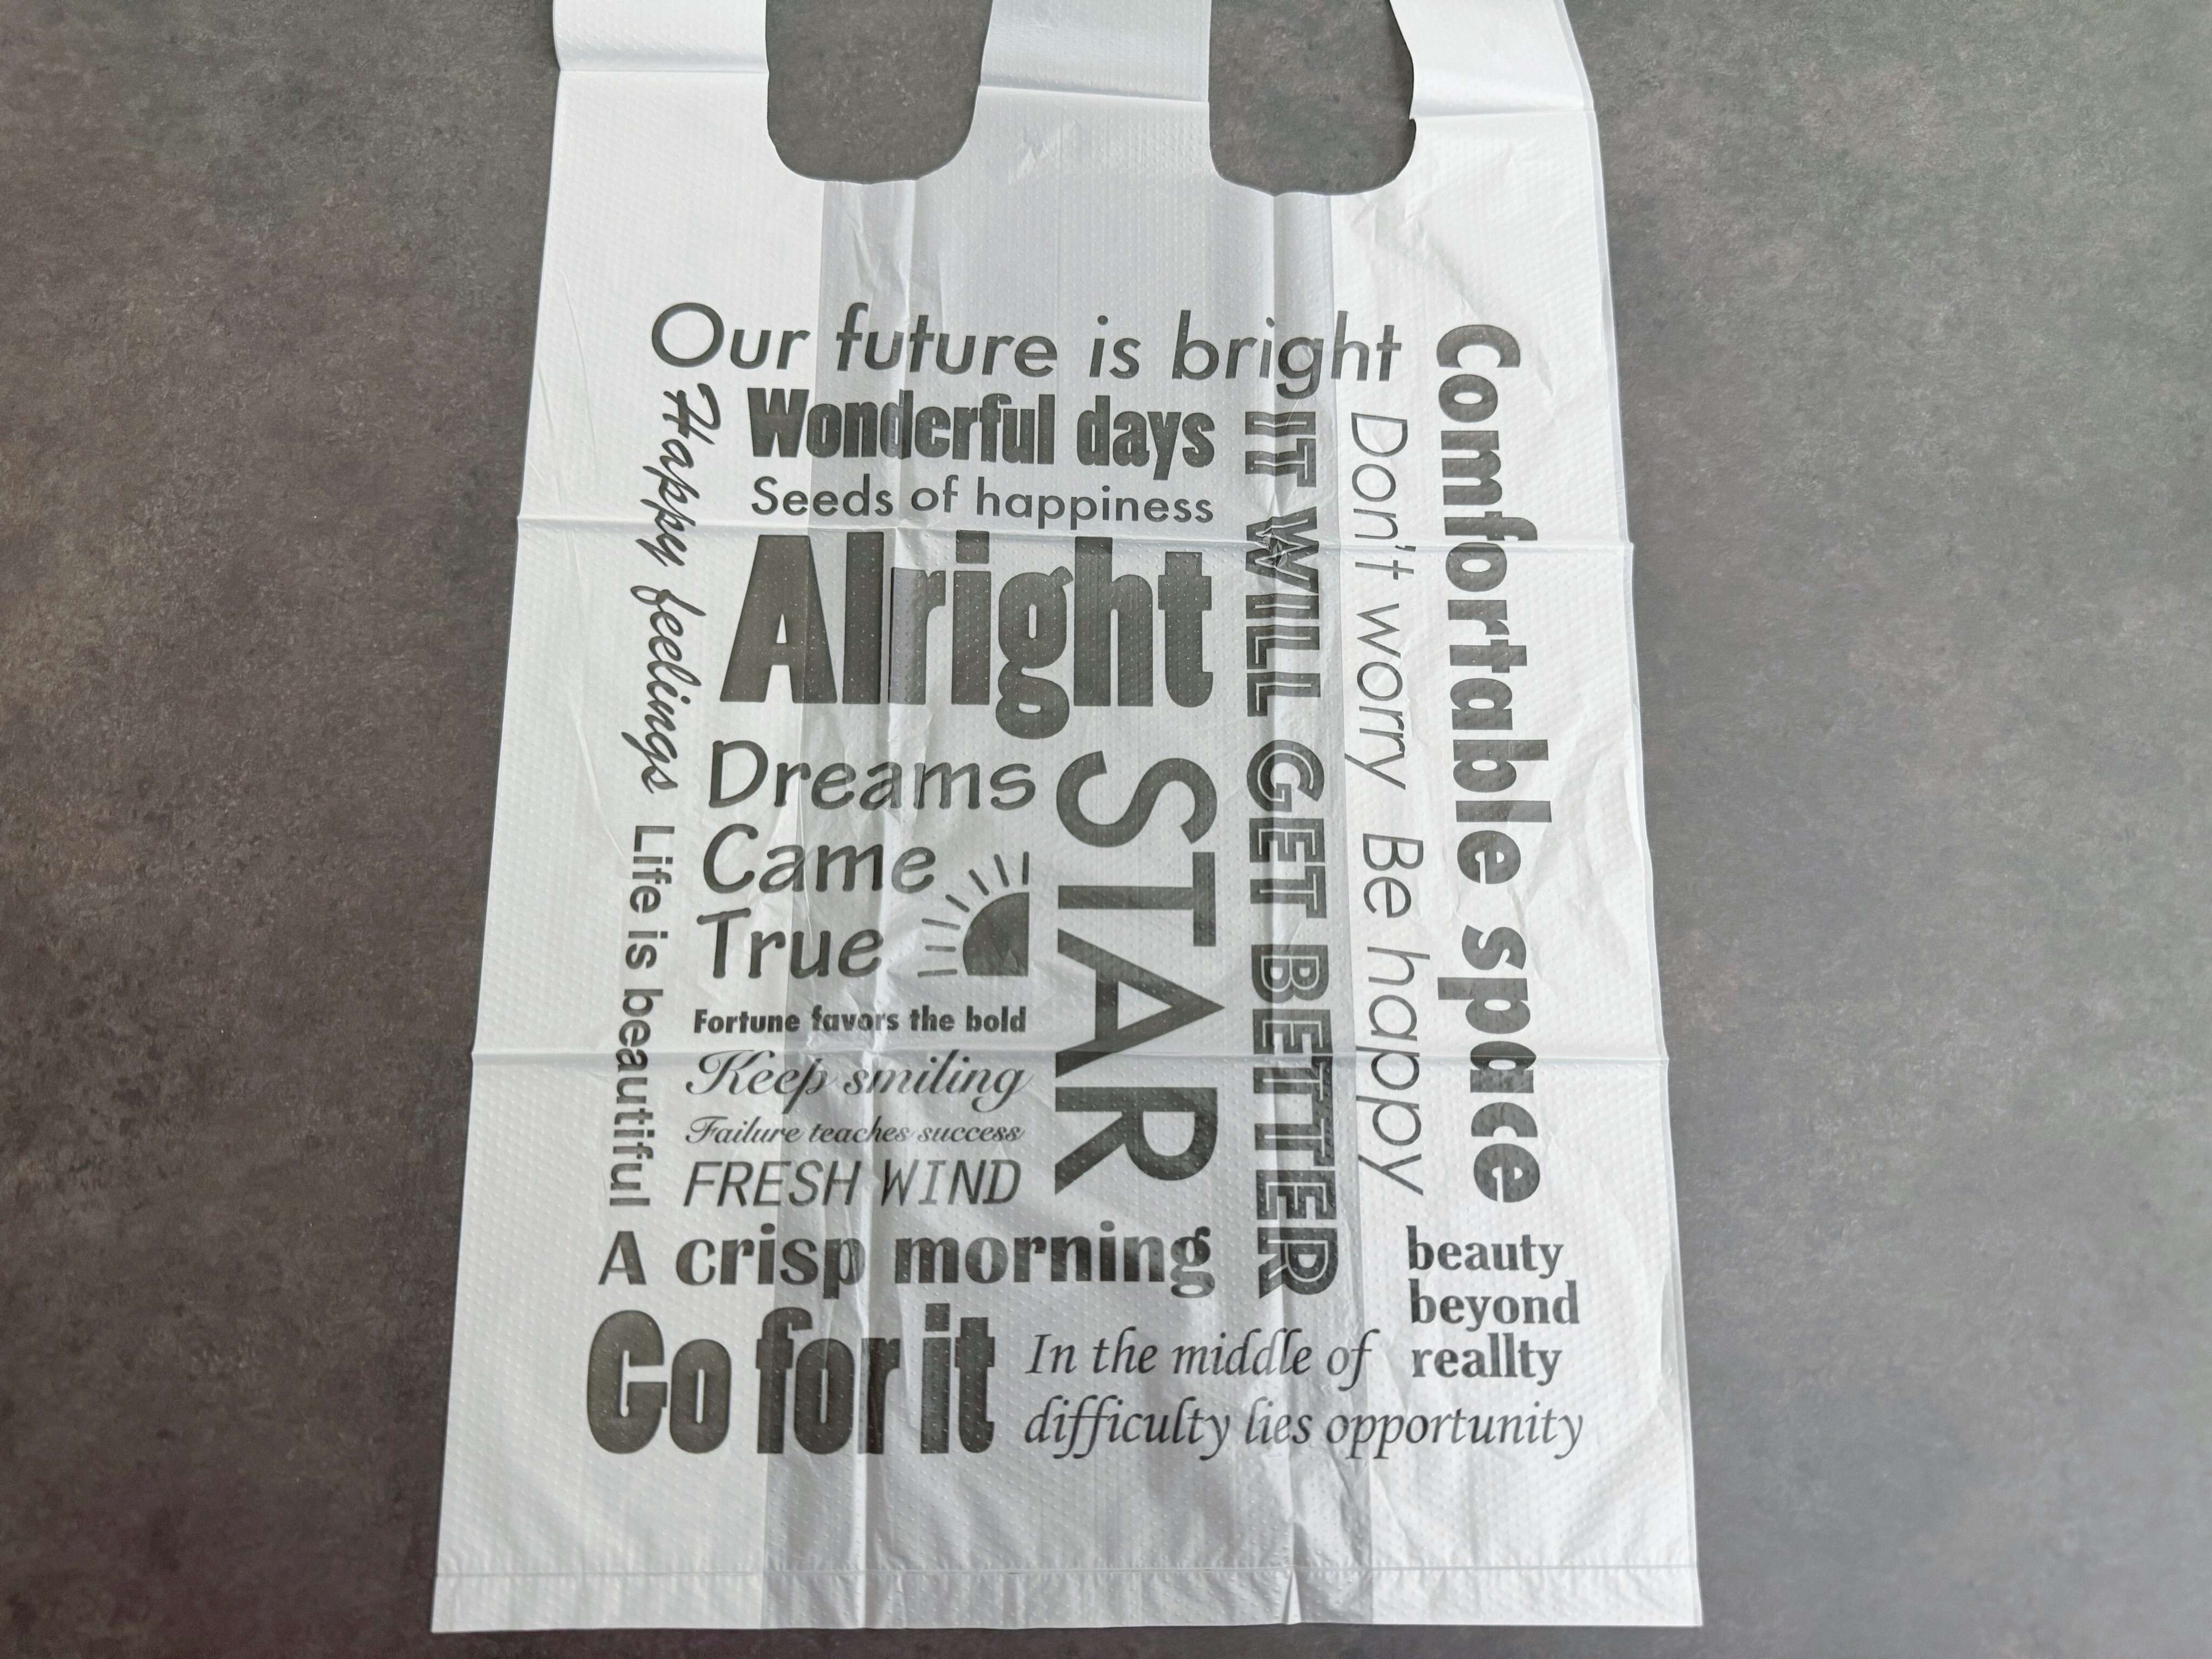 Our future is bright
Wonderful days
Seeds of happiness
Alright
Happy feelings
Life is beautiful
Dreams
Came
True
STAR
IT WILL GET BETTER
Don't worry Be happy
Comfortable space
Fortune favors the bold
Keep smiling
Failure teaches success
FRESH WIND
A crisp morning
Go for it
In the middle of
difficulty lies opportunity
beauty
beyond
reallty